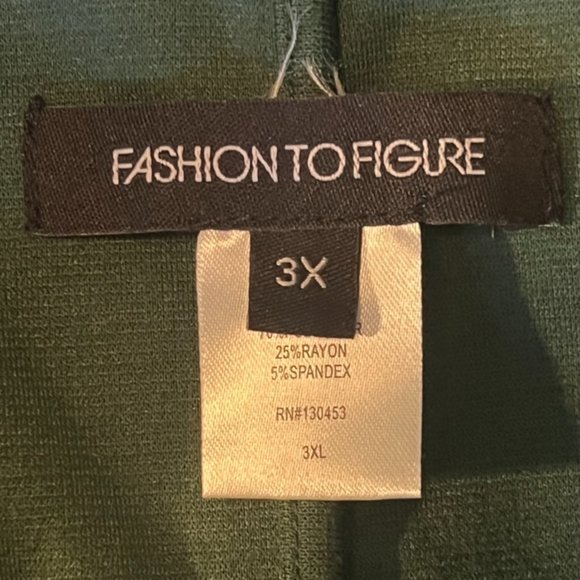 FASHION TO FIGURE
3X
25%RAYON
5%SPANDEX
RN#130453
3XL